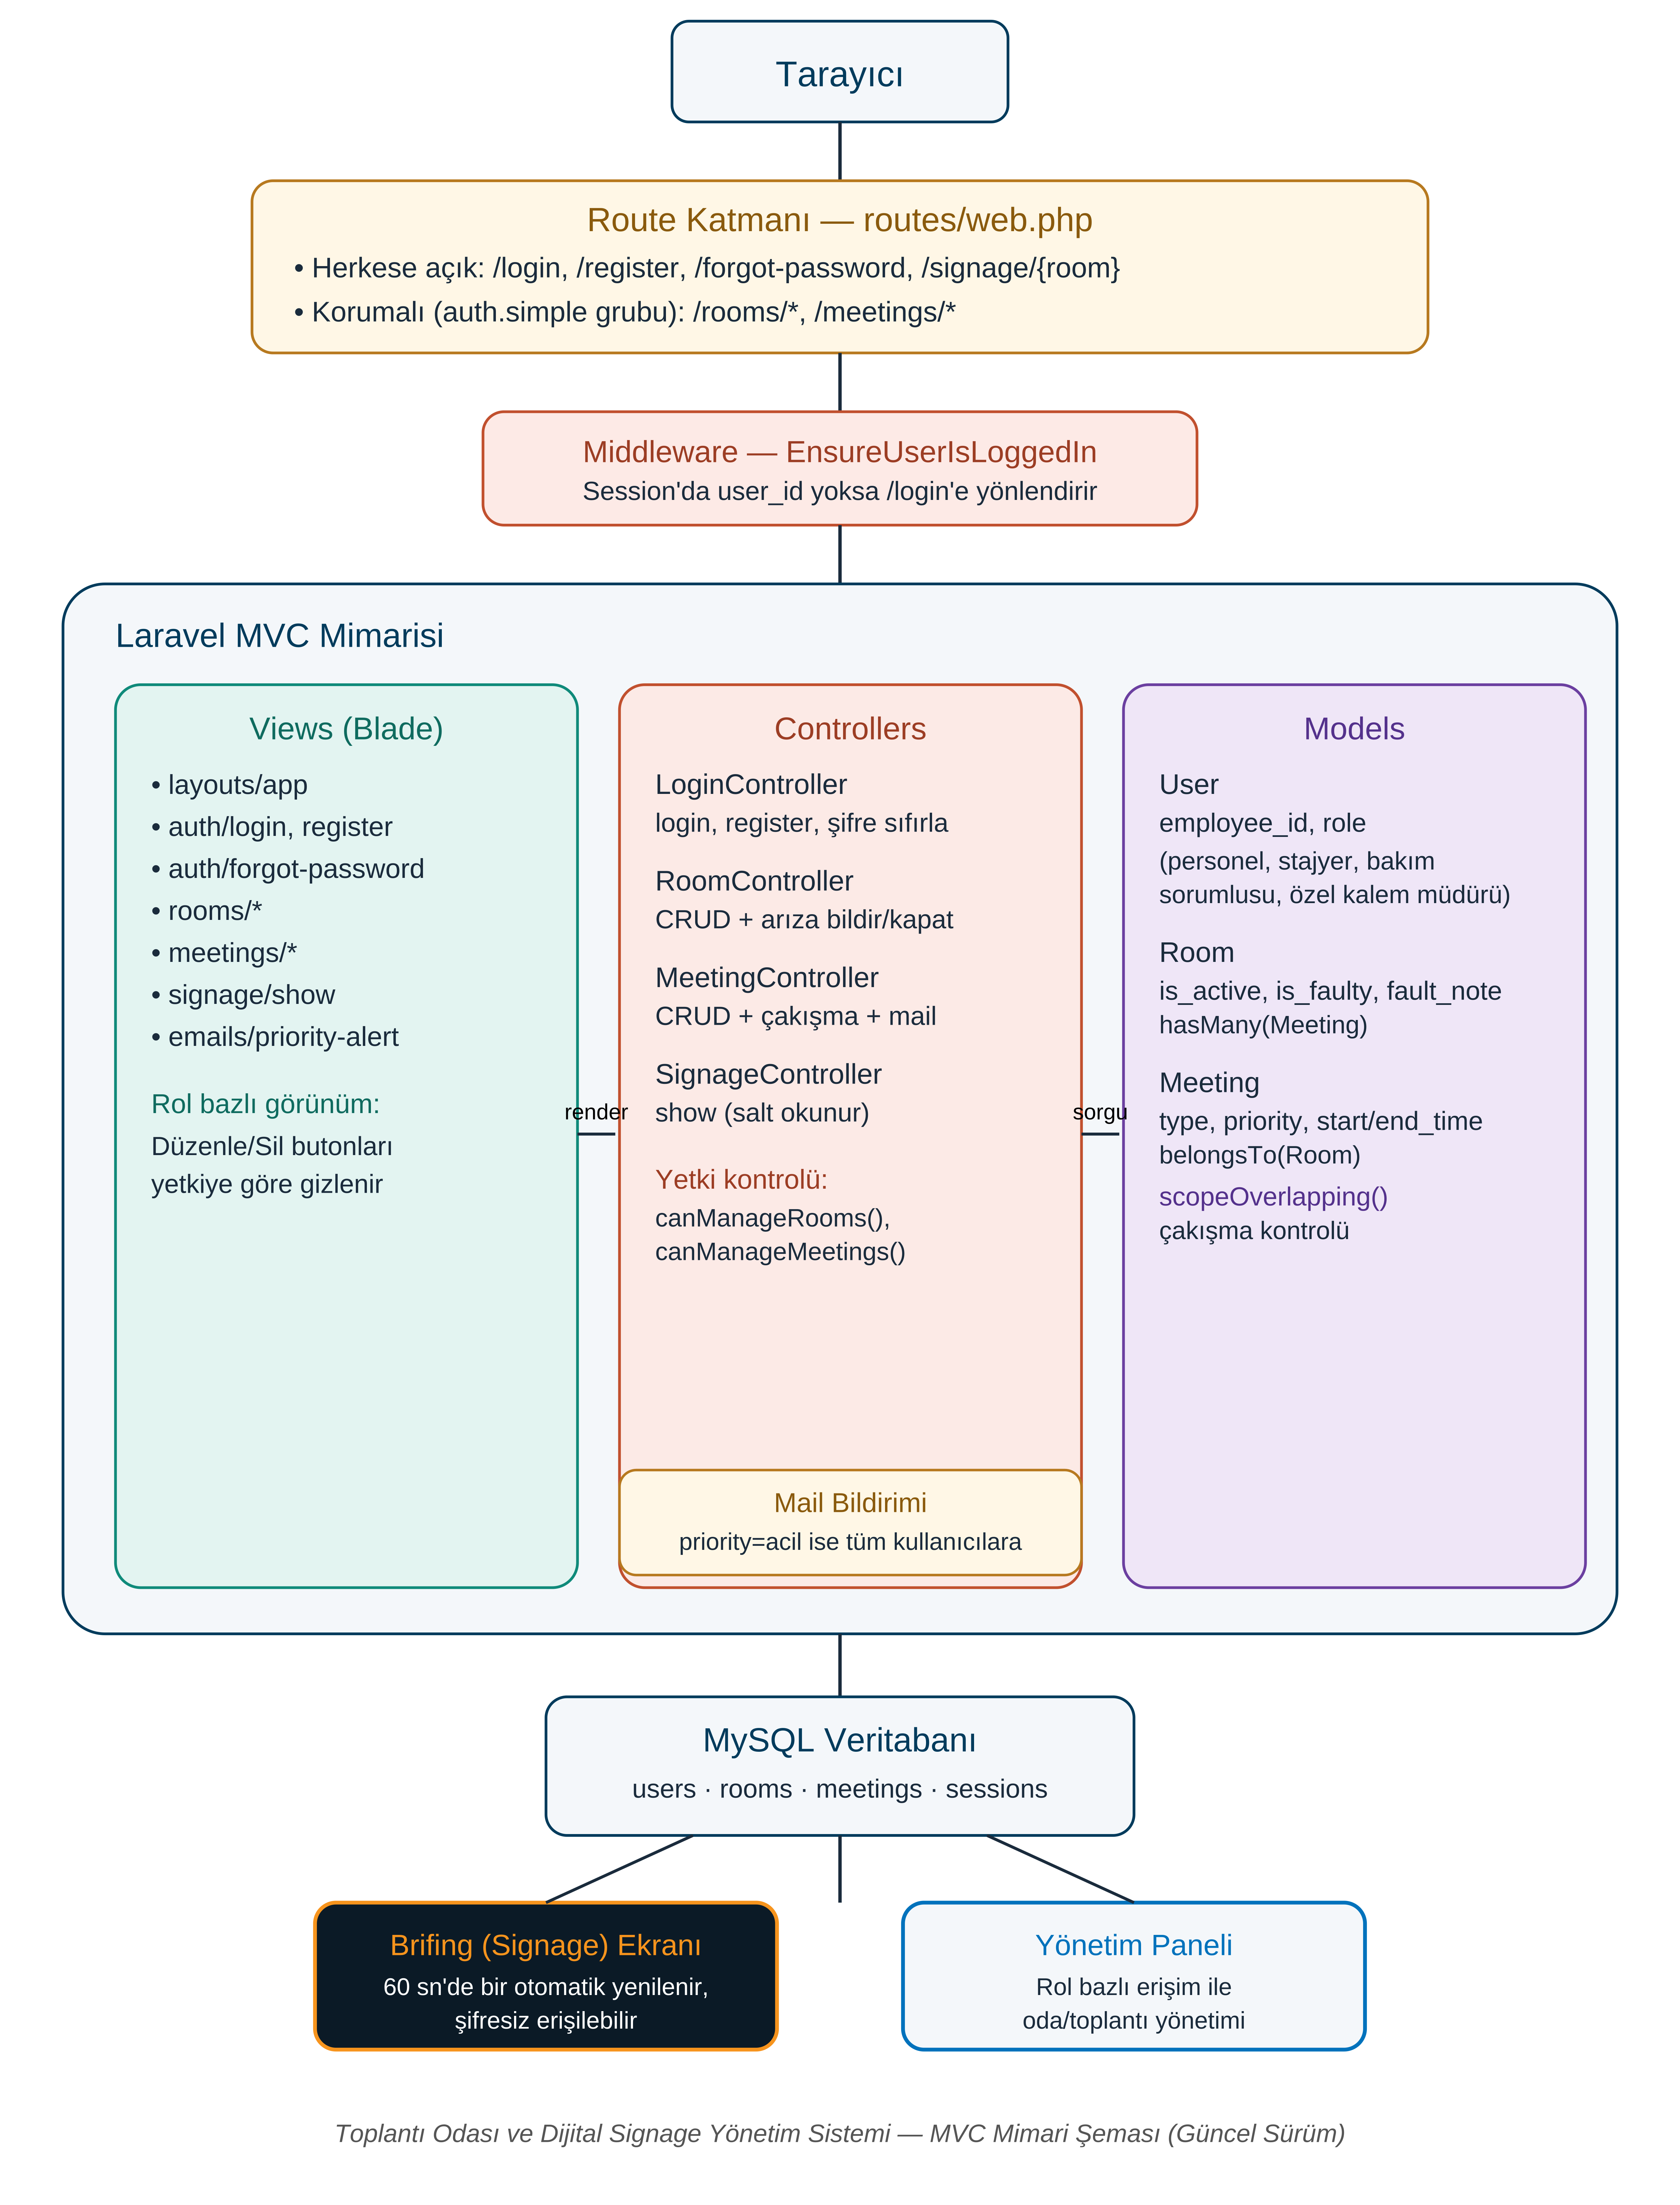 Tarayıcı
Route Katmanı — routes/web.php
• Herkese açık: /login, /register, /forgot-password, /signage/{room}
• Korumalı (auth.simple grubu): /rooms/*, /meetings/*
Middleware — EnsureUserIsLoggedIn
Session'da user_id yoksa /login'e yönlendirir
Laravel MVC Mimarisi
Views (Blade)
• layouts/app
• auth/login, register
• auth/forgot-password
• rooms/*
• meetings/*
• signage/show
• emails/priority-alert
Rol bazlı görünüm:
Düzenle/Sil butonları
yetkiye göre gizlenir
render
Controllers
LoginController
login, register, şifre sıfırla
RoomController
CRUD + arıza bildir/kapat
MeetingController
CRUD + çakışma + mail
SignageController
show (salt okunur)
Yetki kontrolü:
canManageRooms(),
canManageMeetings()
Mail Bildirimi
priority=acil ise tüm kullanıcılara
sorgu
Models
User
employee_id, role
(personel, stajyer, bakım
sorumlusu, özel kalem müdürü)
Room
is_active, is_faulty, fault_note
hasMany(Meeting)
Meeting
type, priority, start/end_time
belongsTo(Room)
scopeOverlapping()
çakışma kontrolü
MySQL Veritabanı
users · rooms · meetings · sessions
Brifing (Signage) Ekranı
60 sn'de bir otomatik yenilenir,
şifresiz erişilebilir
Yönetim Paneli
Rol bazlı erişim ile
oda/toplantı yönetimi
Toplantı Odası ve Dijital Signage Yönetim Sistemi — MVC Mimari Şeması (Güncel Sürüm)